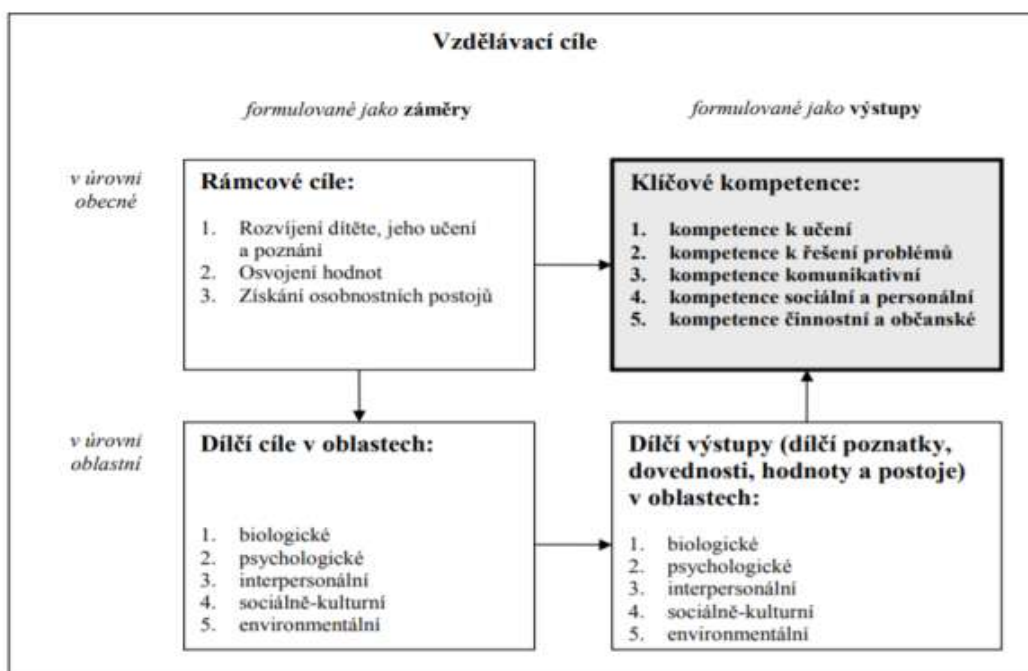 Vzdělávací cíle
formulované jako záměry
formulované jako výstupy
v úrovni
obecné
Rámcové cíle:
1. Rozvíjení dítěte, jeho učení
a poznání
2. Osvojení hodnot
3. Získání osobnostních postojů
Klíčové kompetence:
1. kompetence k učení
2. kompetence k řešení problémů
3. kompetence komunikativní
4. kompetence sociální a personální
5. kompetence činnostní a občanské
v úrovni
oblastní
Dílčí cíle v oblastech:
1. biologické
2. psychologické
3. interpersonální
4. sociálně-kulturní
5. environmentální
Dílčí výstupy (dílčí poznatky,
dovednosti, hodnoty a postoje)
v oblastech:
1. biologické
2. psychologické
3. interpersonální
4. sociálně-kulturní
5. environmentální